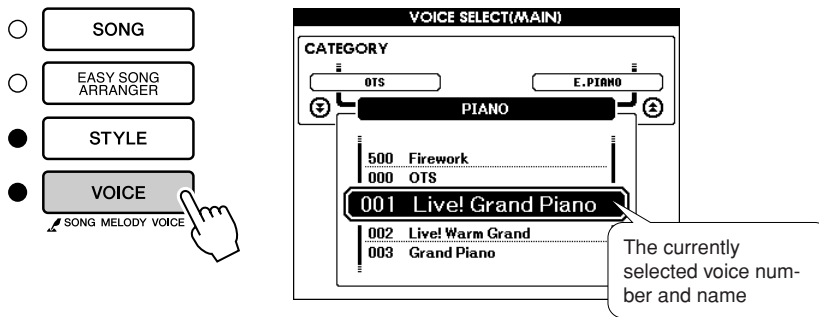 SONG
EASY SONG
ARRANGER
STYLE
VOICE
SONG MELODY VOICE
VOICE SELECT(MAIN)
CATEGORY
OTS
E.PIANO
PIANO
500 Firework
000 OTS
001 Live! Grand Piano
002 Live! Warm Grand
003 Grand Piano
The currently
selected voice num-
ber and name